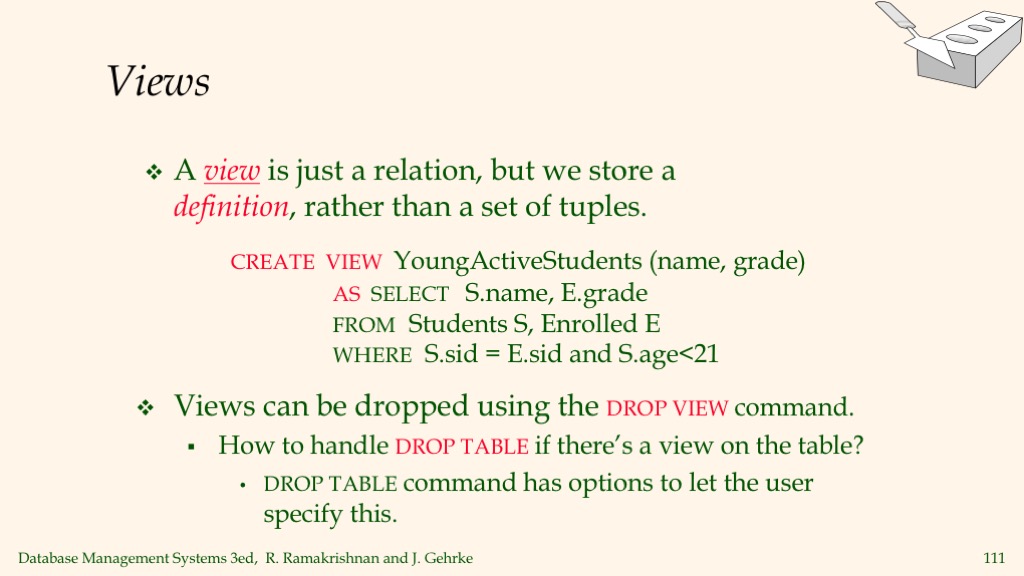 Views
❖ A view is just a relation, but we store a
definition, rather than a set of tuples.
CREATE VIEW YoungActiveStudents (name, grade)
AS SELECT S.name, E.grade
FROM Students S, Enrolled E
WHERE S.sid = E.sid and S.age<21
❖ Views can be dropped using the DROP VIEW command.
▪ How to handle DROP TABLE if there’s a view on the table?
• DROP TABLE command has options to let the user
specify this.
Database Management Systems 3ed, R. Ramakrishnan and J. Gehrke 111